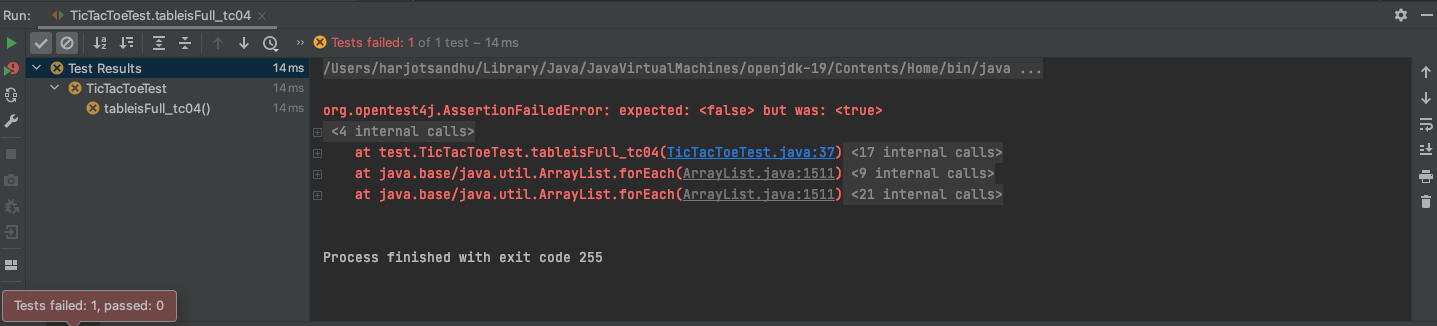 Run: TicTacToeTest.tableisFull_tc04 ×
» Tests failed: 1 of 1 test – 14 ms
Test Results 14 ms
TicTacToeTest 14 ms
tableisFull_tc04() 14 ms
/Users/harjotsandhu/Library/Java/JavaVirtualMachines/openjdk-19/Contents/Home/bin/java ...
org.opentest4j.AssertionFailedError: expected: <false> but was: <true>
<4 internal calls>
at test.TicTacToeTest.tableisFull_tc04(TicTacToeTest.java:37) <17 internal calls>
at java.base/java.util.ArrayList.forEach(ArrayList.java:1511) <9 internal calls>
at java.base/java.util.ArrayList.forEach(ArrayList.java:1511) <21 internal calls>
Process finished with exit code 255
Tests failed: 1, passed: 0